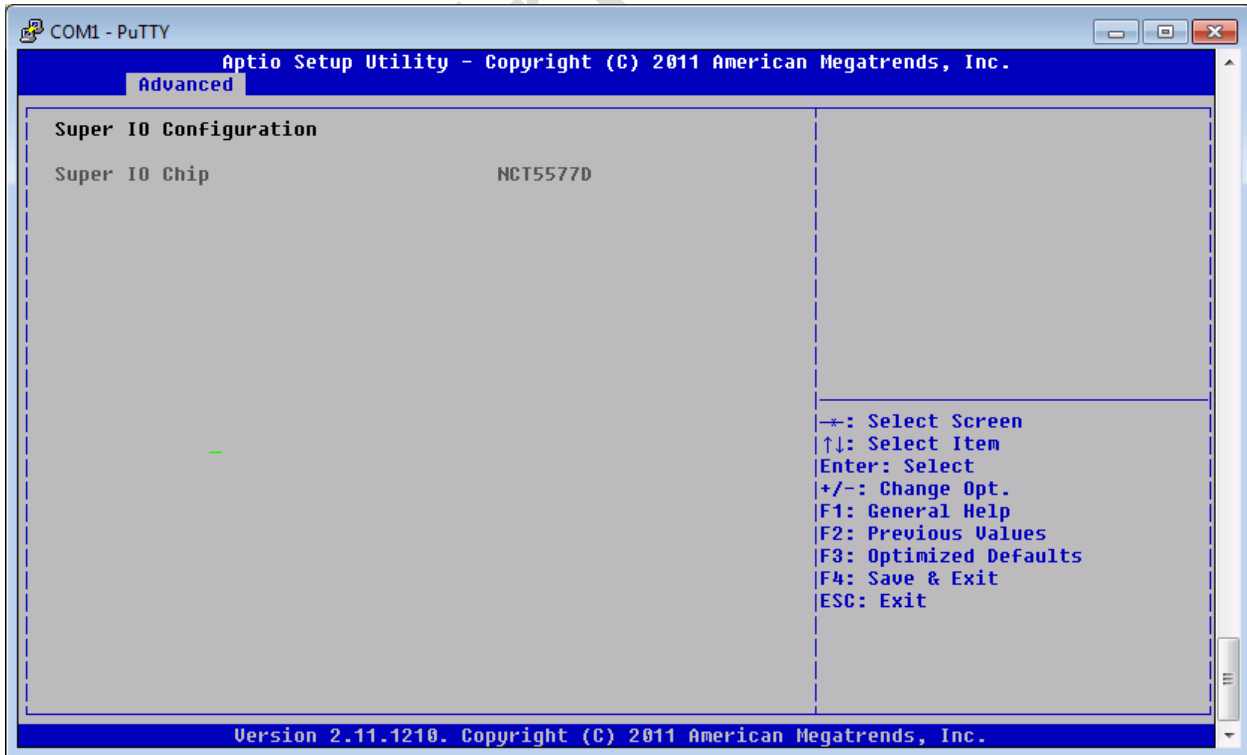 COM1 - PuTTY
Aptio Setup Utility - Copyright (C) 2011 American Megatrends, Inc.
Advanced
Super IO Configuration
Super IO Chip NCT5577D
→←: Select Screen
↑↓: Select Item
Enter: Select
+/-: Change Opt.
F1: General Help
F2: Previous Values
F3: Optimized Defaults
F4: Save & Exit
ESC: Exit
Version 2.11.1210. Copyright (C) 2011 American Megatrends, Inc.